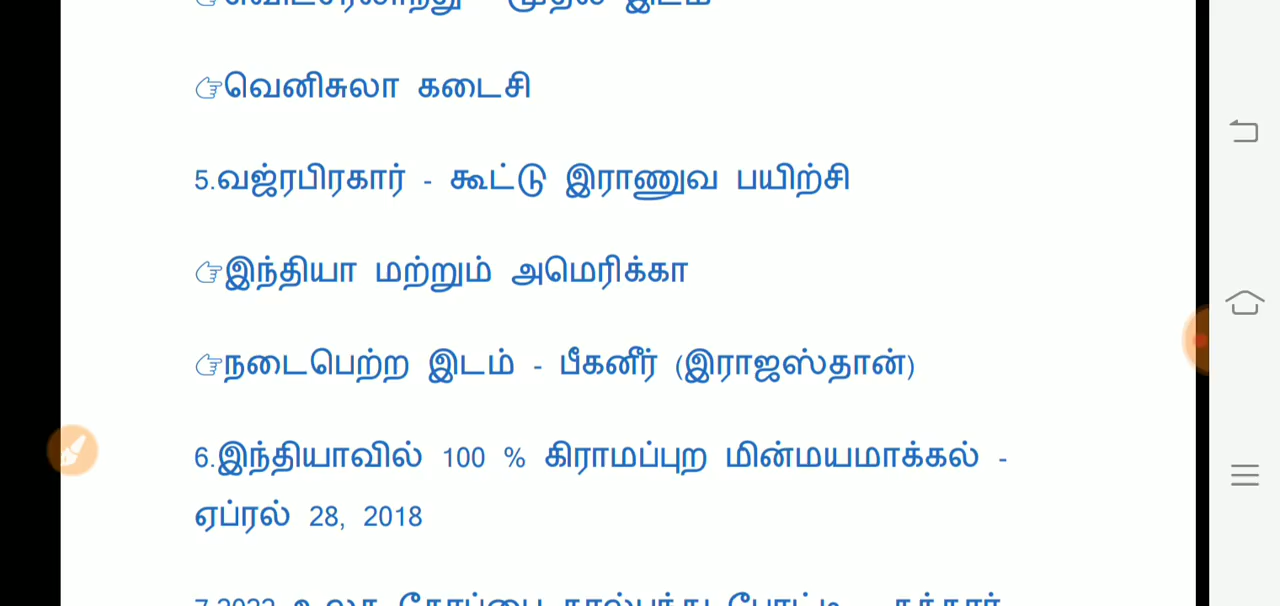 👉வெனிசுலா கடைசி
5.வஜ்ரபிரகார் - கூட்டு இராணுவ பயிற்சி
👉இந்தியா மற்றும் அமெரிக்கா
👉நடைபெற்ற இடம் - பீகனீர் (இராஜஸ்தான்)
6.இந்தியாவில் 100 % கிராமப்புற மின்மயமாக்கல் -
ஏப்ரல் 28, 2018